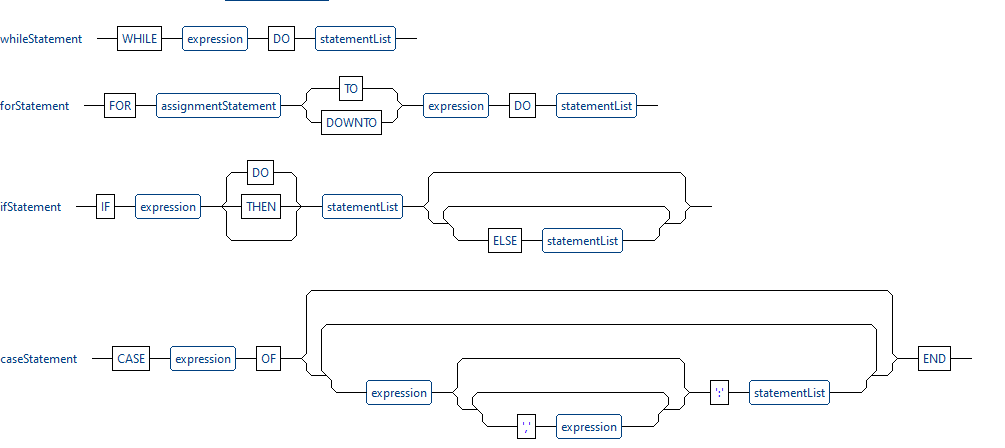 whileStatement WHILE expression DO statementList
TO
forStatement FOR assignmentStatement expression DO statementList
DOWNTO
DO
ifStatement IF expression THEN statementList
ELSE statementList
caseStatement CASE expression OF END
expression ':' statementList
',' expression